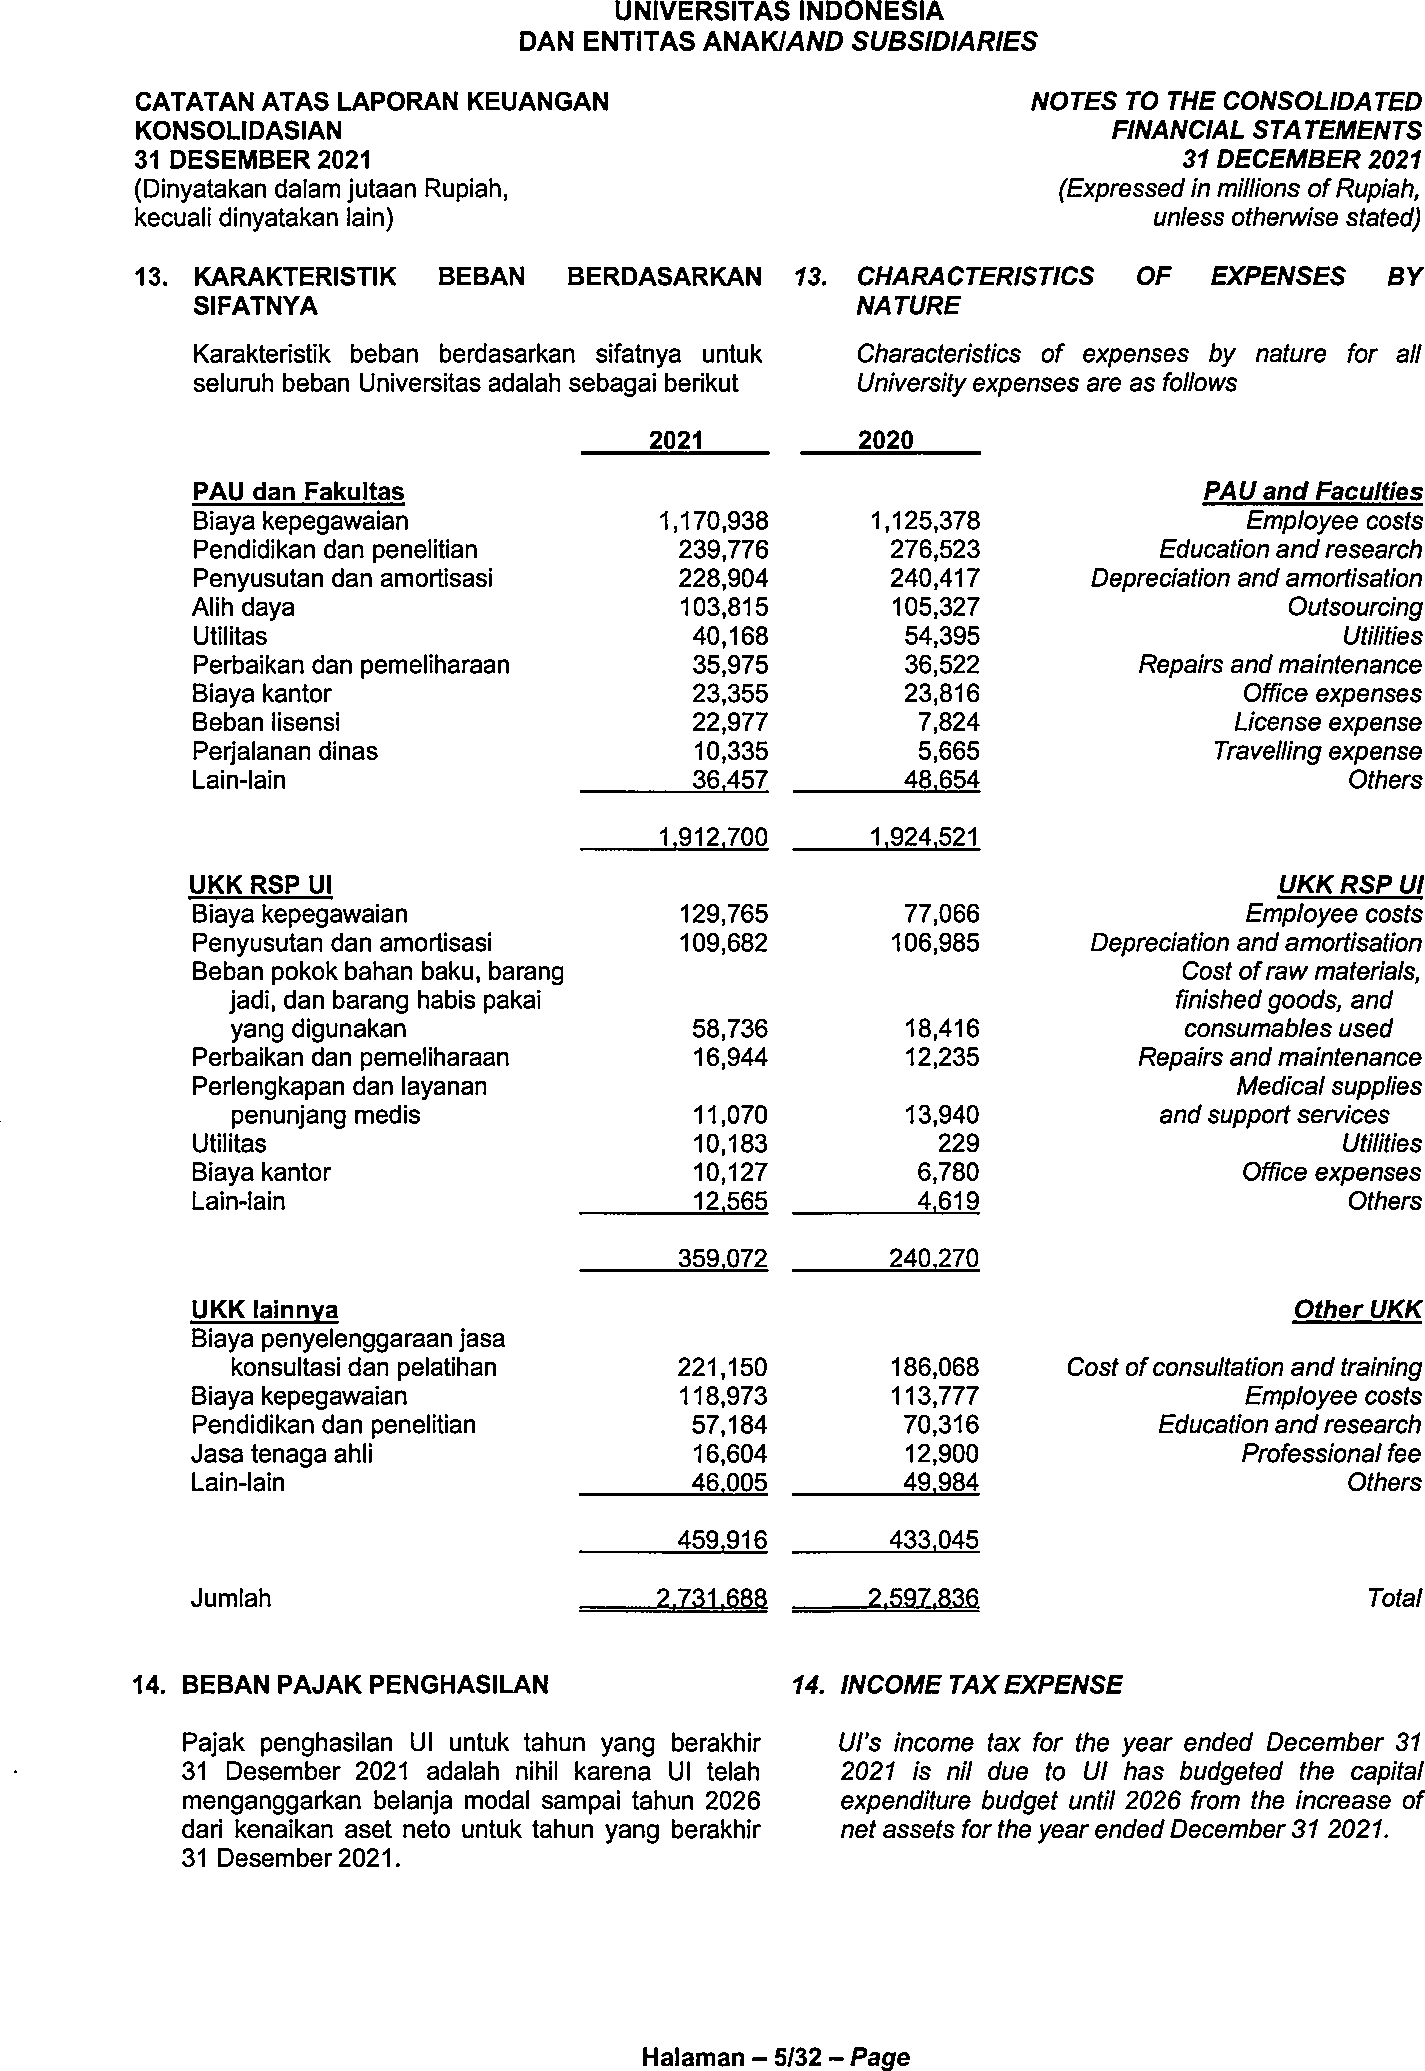 UNIVERSITAS INDONESIA
DAN ENTITAS ANAK/AND SUBSIDIARIES
CATATAN ATAS LAPORAN KEUANGAN
KONSOLIDASIAN
31 DESEMBER 2021
(Dinyatakan dalam jutaan Rupiah,
kecuali dinyatakan lain)
NOTES TO THE CONSOLIDATED
FINANCIAL STATEMENTS
31 DECEMBER 2021
(Expressed in millions of Rupiah,
unless otherwise stated)
13. KARAKTERISTIK BEBAN BERDASARKAN
SIFATNYA
13. CHARACTERISTICS OF EXPENSES BY
NATURE
Karakteristik beban berdasarkan sifatnya untuk
seluruh beban Universitas adalah sebagai berikut
Characteristics of expenses by nature for all
University expenses are as follows
2021 2020
PAU dan Fakultas PAU and Faculties
Biaya kepegawaian 1,170,938 1,125,378 Employee costs
Pendidikan dan penelitian 239,776 276,523 Education and research
Penyusutan dan amortisasi 228,904 240,417 Depreciation and amortisation
Alih daya 103,815 105,327 Outsourcing
Utilitas 40,168 54,395 Utilities
Perbaikan dan pemeliharaan 35,975 36,522 Repairs and maintenance
Biaya kantor 23,355 23,816 Office expenses
Beban lisensi 22,977 7,824 License expense
Perjalanan dinas 10,335 5,665 Travelling expense
Lain-lain 36,457 48,654 Others
1,912,700 1,924,521
UKK RSP UI UKK RSP UI
Biaya kepegawaian 129,765 77,066 Employee costs
Penyusutan dan amortisasi 109,682 106,985 Depreciation and amortisation
Beban pokok bahan baku, barang Cost of raw materials,
jadi, dan barang habis pakai finished goods, and
yang digunakan 58,736 18,416 consumables used
Perbaikan dan pemeliharaan 16,944 12,235 Repairs and maintenance
Perlengkapan dan layanan Medical supplies
penunjang medis 11,070 13,940 and support services
Utilitas 10,183 229 Utilities
Biaya kantor 10,127 6,780 Office expenses
Lain-lain 12,565 4,619 Others
359,072 240,270
UKK lainnya Other UKK
Biaya penyelenggaraan jasa
konsultasi dan pelatihan 221,150 186,068 Cost of consultation and training
Biaya kepegawaian 118,973 113,777 Employee costs
Pendidikan dan penelitian 57,184 70,316 Education and research
Jasa tenaga ahli 16,604 12,900 Professional fee
Lain-lain 46,005 49,984 Others
459,916 433,045
Jumlah 2,731,688 2,597,836 Total
14. BEBAN PAJAK PENGHASILAN
14. INCOME TAX EXPENSE
Pajak penghasilan UI untuk tahun yang berakhir
31 Desember 2021 adalah nihil karena UI telah
menganggarkan belanja modal sampai tahun 2026
dari kenaikan aset neto untuk tahun yang berakhir
31 Desember 2021.
UI's income tax for the year ended December 31
2021 is nil due to UI has budgeted the capital
expenditure budget until 2026 from the increase of
net assets for the year ended December 31 2021.
Halaman – 5/32 – Page